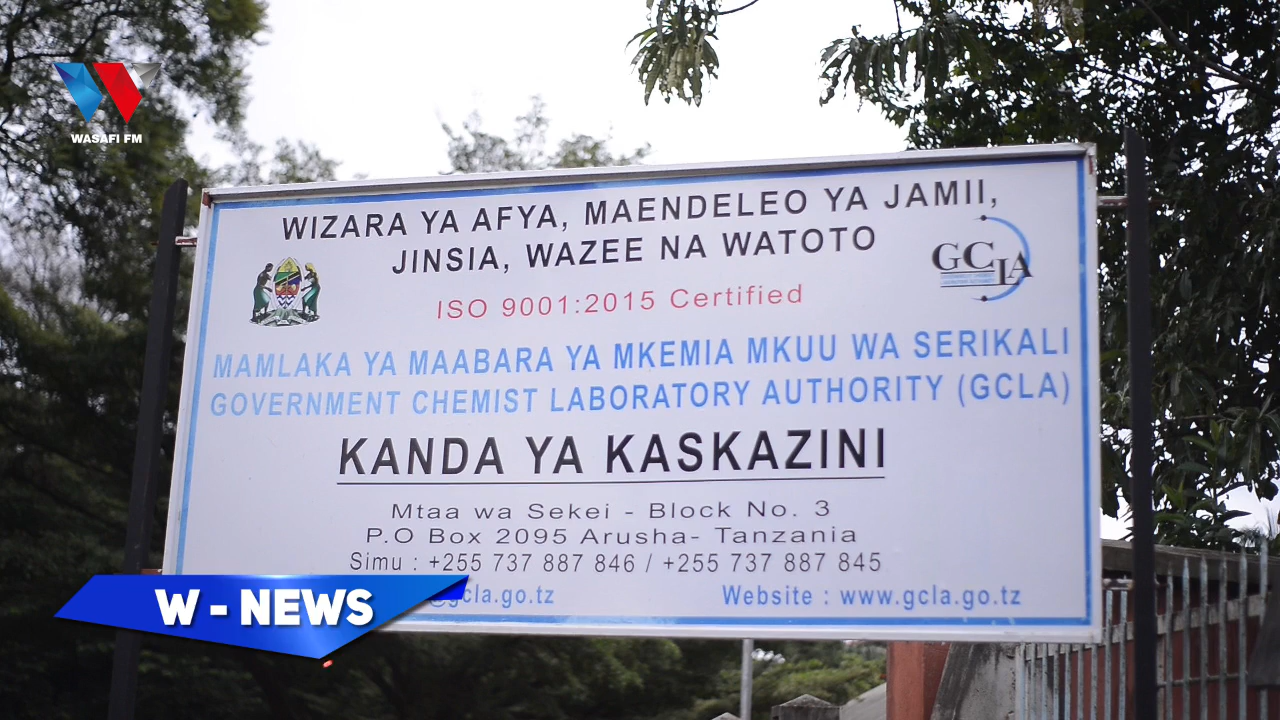 WASAFI FM
WIZARA YA AFYA, MAENDELEO YA JAMII,
JINSIA, WAZEE NA WATOTO
GCLA
ISO 9001:2015 Certified
MAMLAKA YA MAABARA YA MKEMIA MKUU WA SERIKALI
GOVERNMENT CHEMIST LABORATORY AUTHORITY (GCLA)
KANDA YA KASKAZINI
Mtaa wa Sekei - Block No. 3
P.O Box 2095 Arusha- Tanzania
Simu : +255 737 887 846 / +255 737 887 845
@gcla.go.tz Website : www.gcla.go.tz
W - NEWS